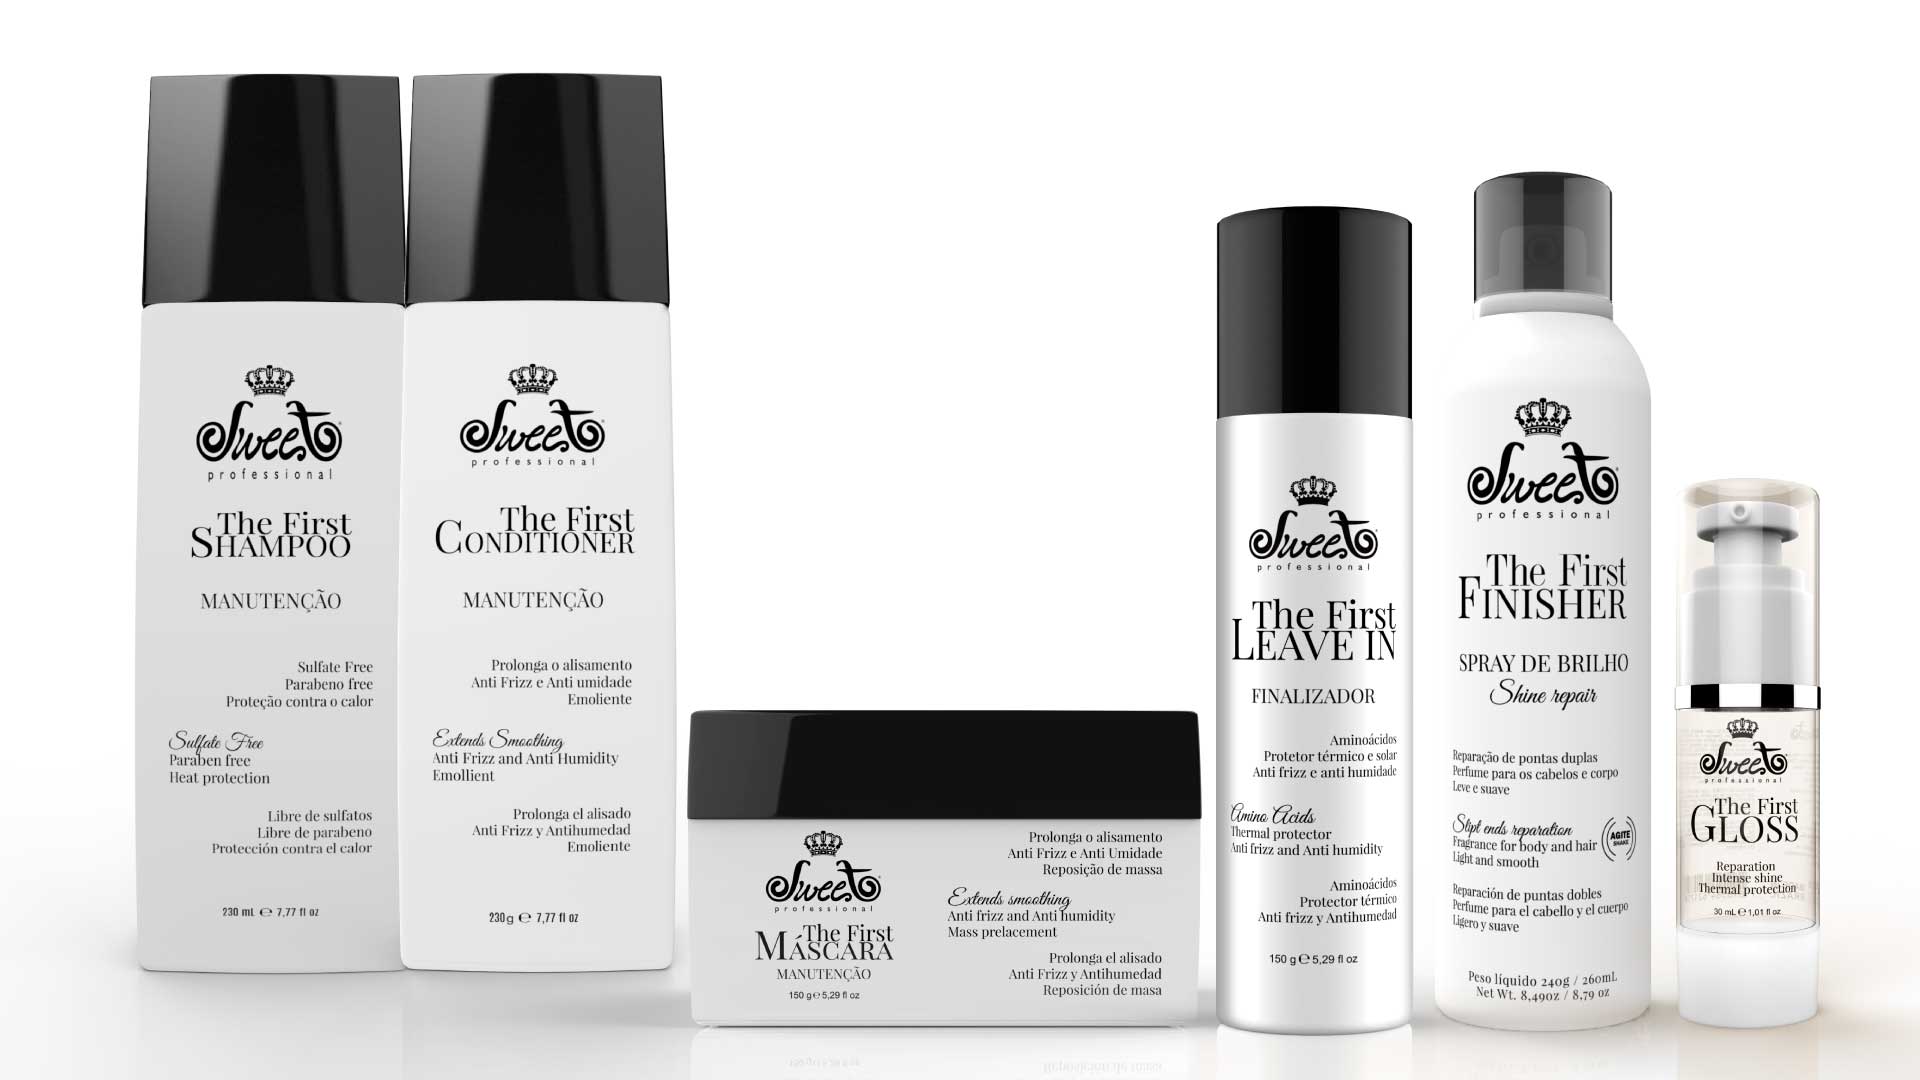 Sweet
professional
The First
SHAMPOO
MANUTENÇÃO
Sulfate Free
Parabeno free
Proteção contra o calor
Sulfate Free
Paraben free
Heat protection
Libre de sulfatos
Libre de parabeno
Protección contra el calor
230 mL ℮ 7,77 fl oz
Sweet
professional
The First
CONDITIONER
MANUTENÇÃO
Prolonga o alisamento
Anti Frizz e Anti umidade
Emoliente
Extends Smoothing
Anti Frizz and Anti Humidity
Emollient
Prolonga el alisado
Anti Frizz y Antihumedad
Emoliente
230 g ℮ 7,77 fl oz
Sweet
professional
The First
MÁSCARA
MANUTENÇÃO
150 g ℮ 5,29 fl oz
Prolonga o alisamento
Anti Frizz e Anti Umidade
Reposição de massa
Extends smoothing
Anti frizz and Anti humidity
Mass prelacement
Prolonga el alisado
Anti Frizz y Antihumedad
Reposición de masa
Sweet
professional
The First
LEAVE IN
FINALIZADOR
Aminoácidos
Protetor térmico e solar
Anti frizz e anti humidade
Amino Acids
Thermal protector
Anti frizz and Anti humidity
Aminoácidos
Protector térmico
Anti frizz y Antihumedad
150 g ℮ 5,29 fl oz
Sweet
professional
The First
FINISHER
SPRAY DE BRILHO
Shine repair
Reparação de pontas duplas
Perfume para os cabelos e corpo
Leve e suave
Slipt ends reparation
Fragrance for body and hair
Light and smooth
AGITE
SHAKE
Reparación de puntas dobles
Perfume para el cabello y el cuerpo
Ligero y suave
Peso líquido 240g / 260mL
Net Wt. 8,49oz / 8,79 oz
Sweet
professional
The First
GLOSS
Reparation
Intense shine
Thermal protection
30 mL ℮ 1,01 fl oz